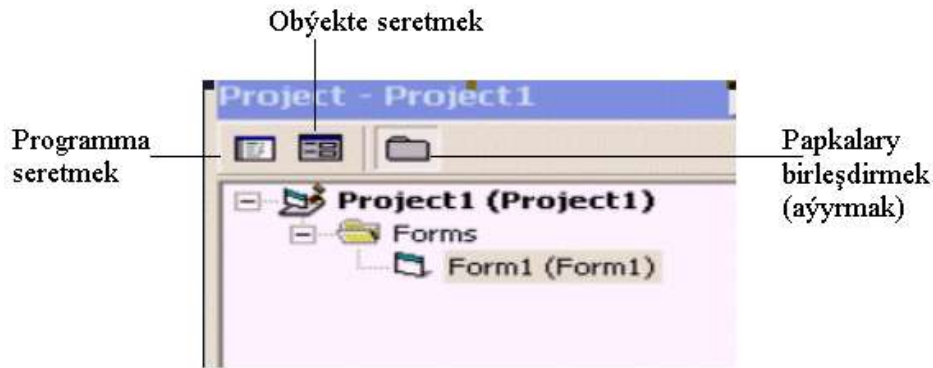 Obýekte seretmek
Project - Project1
Programma
seretmek
Papkalary
birleşdirmek
(aýyrmak)
Project1 (Project1)
Forms
Form1 (Form1)